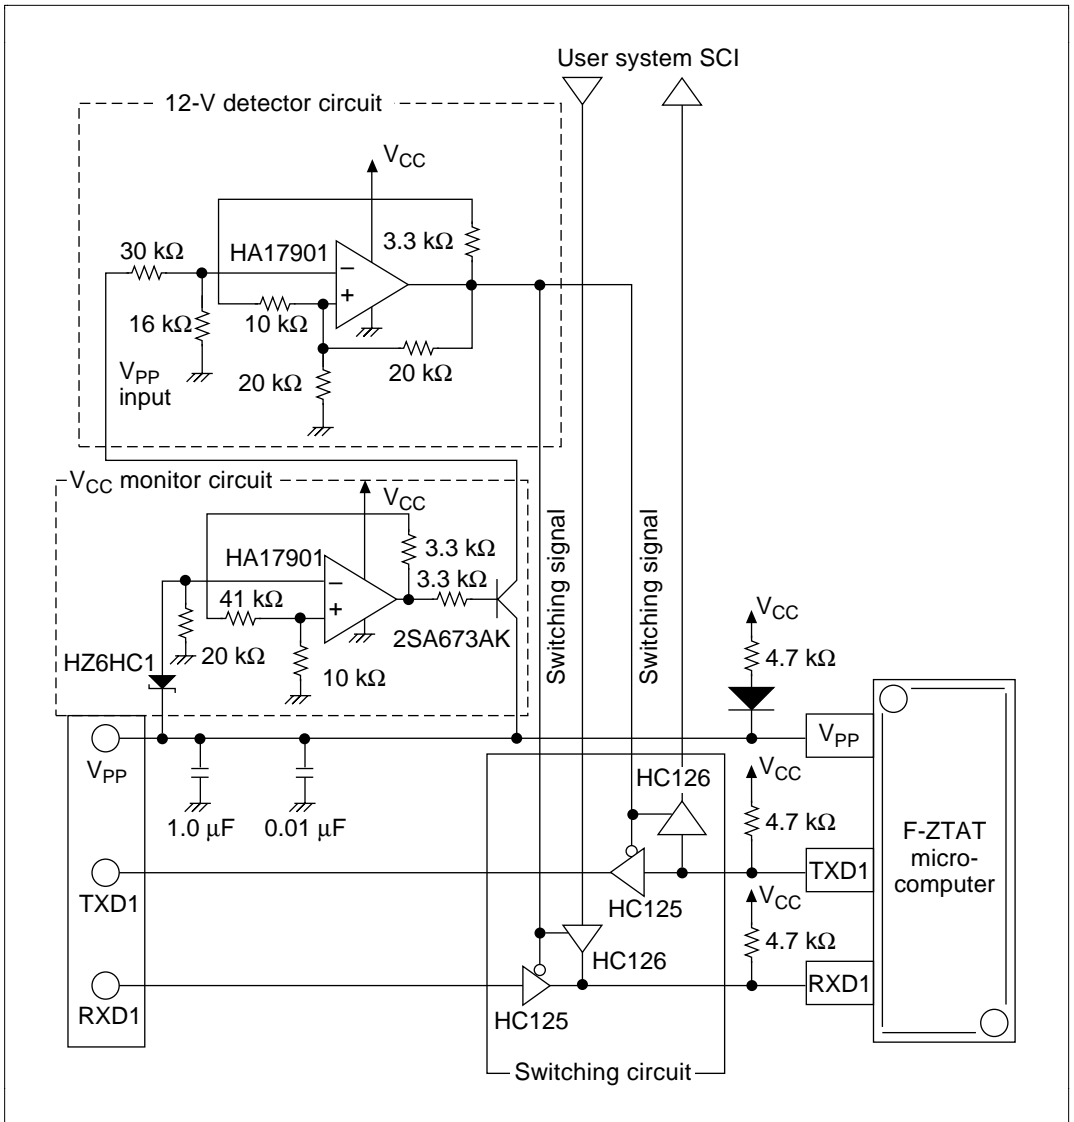 User system SCI
12-V detector circuit
VCC
30 kΩ
HA17901
3.3 kΩ
−
+
16 kΩ
10 kΩ
VPP
input
20 kΩ
20 kΩ
VCC monitor circuit
VCC
HA17901
3.3 kΩ
3.3 kΩ
−
+
41 kΩ
2SA673AK
20 kΩ
HZ6HC1
10 kΩ
Switching signal
Switching signal
VCC
4.7 kΩ
VPP
VPP
1.0 μF
0.01 μF
HC126
VCC
4.7 kΩ
F-ZTAT
micro-
computer
TXD1
TXD1
HC125
VCC
4.7 kΩ
HC126
RXD1
RXD1
HC125
Switching circuit